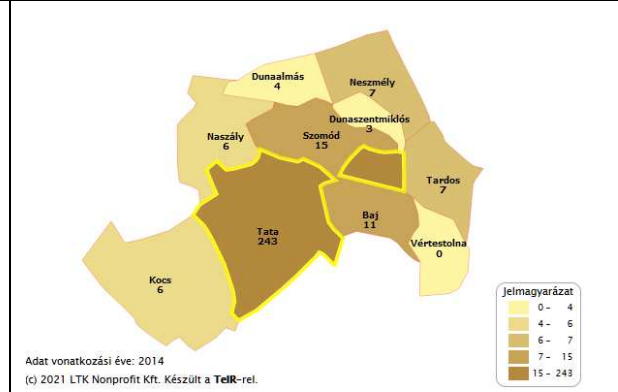 Dunaalmás
4
Neszmély
7
Dunaszentmiklós
3
Naszály
6
Szomód
15
Tardos
7
Baj
11
Tata
243
Vértestolna
0
Kocs
6
Jelmagyarázat
0 - 4
4 - 6
6 - 7
7 - 15
15 - 243
Adat vonatkozási éve: 2014
(c) 2021 LTK Nonprofit Kft. Készült a TeIR-rel.